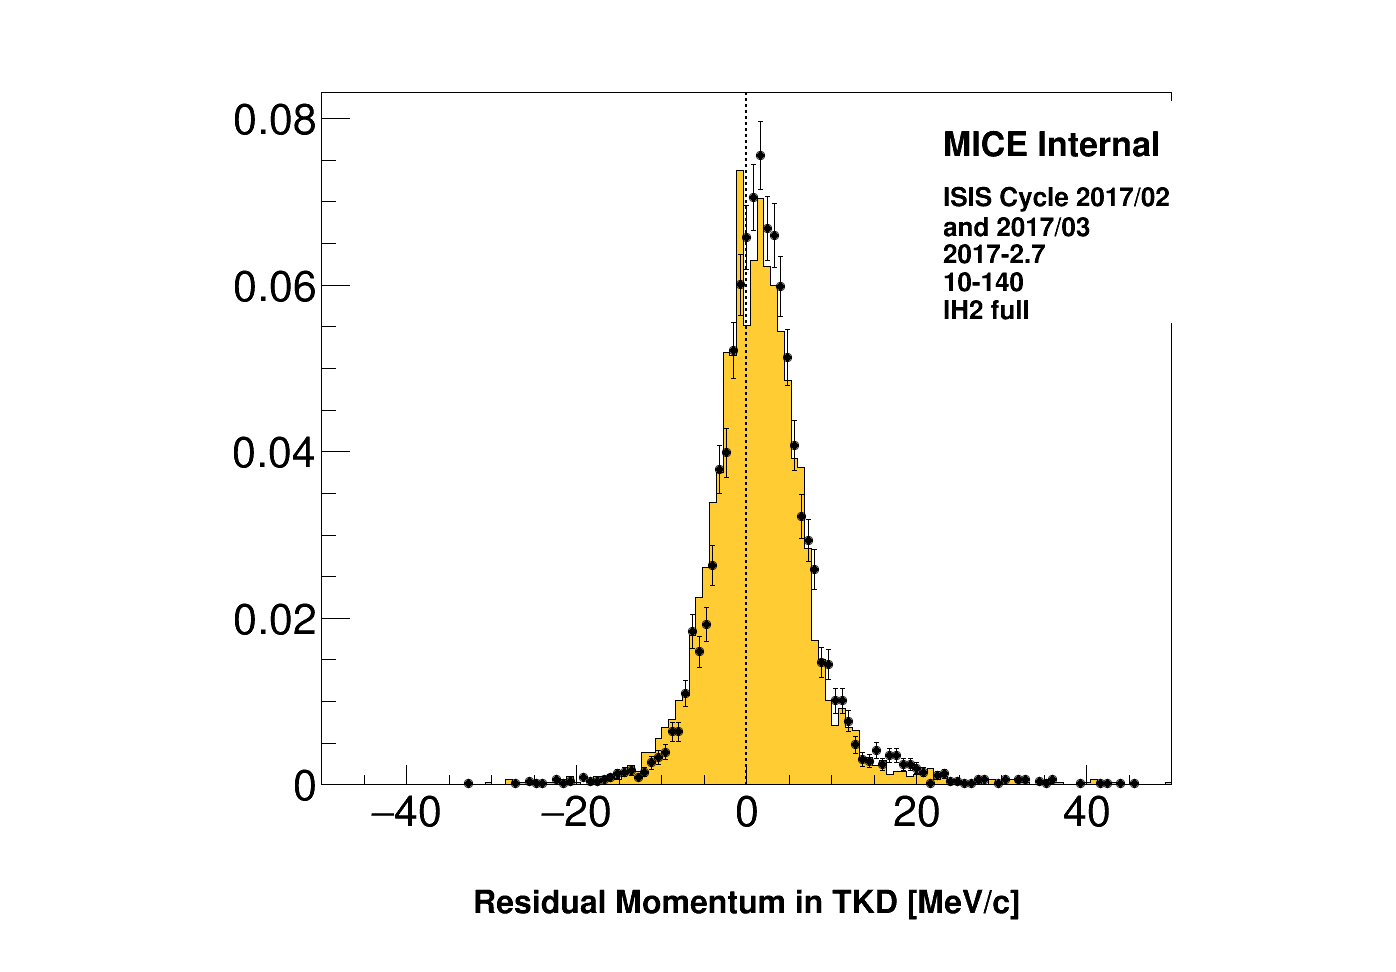 0.08
0.06
0.04
0.02
0
−40
−20
0
20
40
MICE Internal
ISIS Cycle 2017/02
and 2017/03
2017-2.7
10-140
IH2 full
Residual Momentum in TKD [MeV/c]